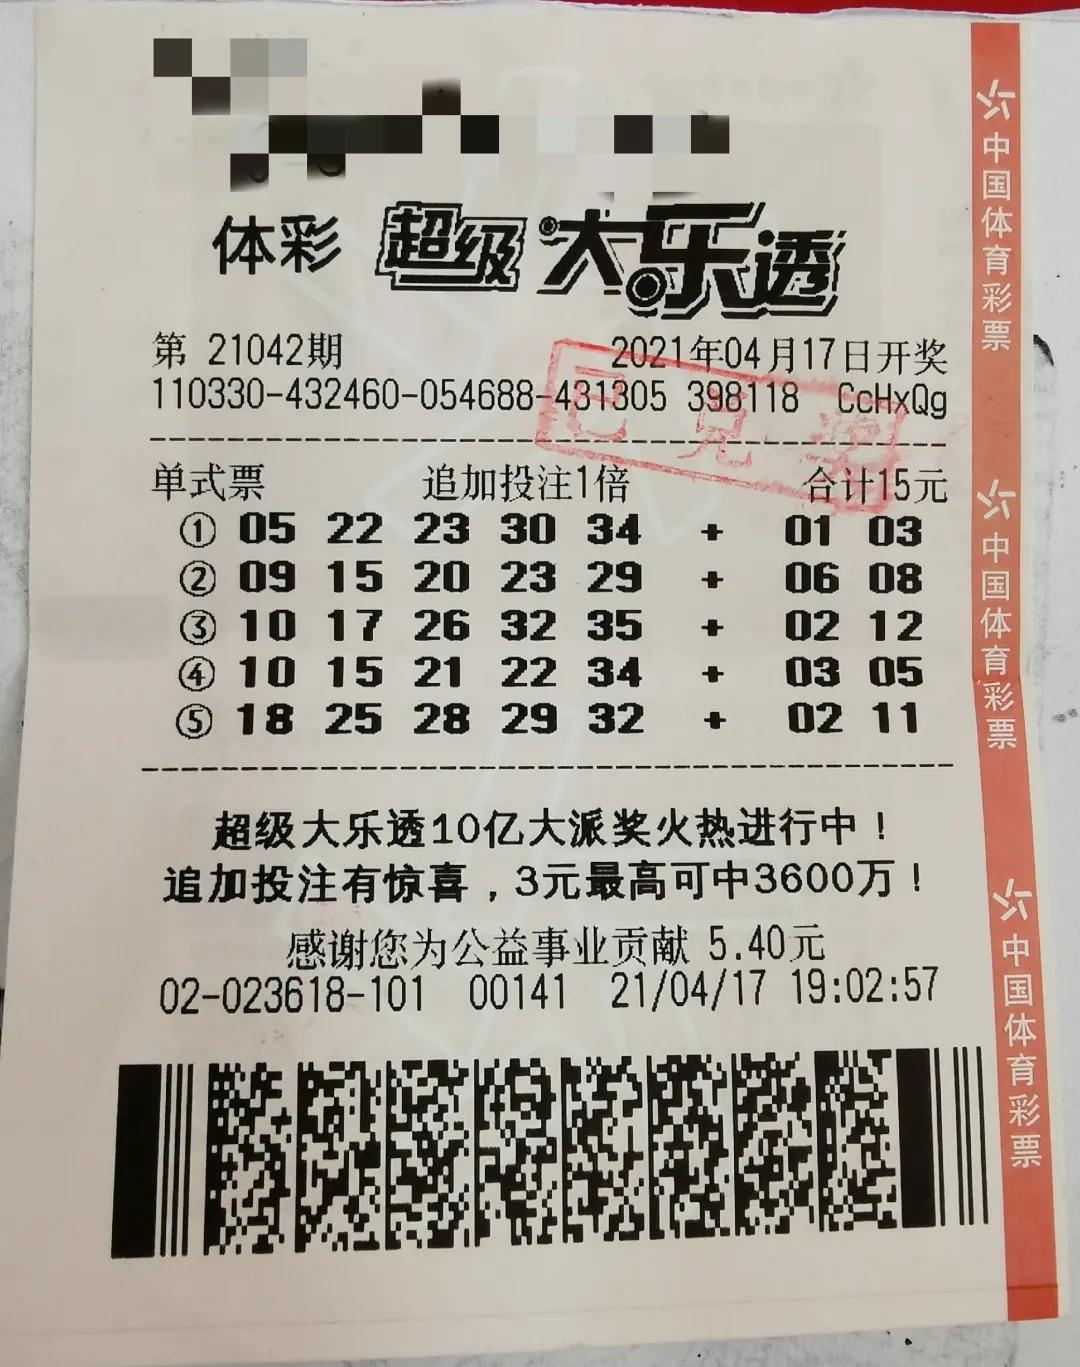 体彩 超级大乐透
第 21042期 2021年04月17日开奖
110330-432460-054688-431305 398118 CcHxQg
已兑奖
单式票 追加投注1倍 合计15元
① 05 22 23 30 34 + 01 03
② 09 15 20 23 29 + 06 08
③ 10 17 26 32 35 + 02 12
④ 10 15 21 22 34 + 03 05
⑤ 18 25 28 29 32 + 02 11
超级大乐透10亿大派奖火热进行中！
追加投注有惊喜，3元最高可中3600万！
感谢您为公益事业贡献 5.40元
02-023618-101 00141 21/04/17 19:02:57
中国体育彩票
中国体育彩票
中国体育彩票